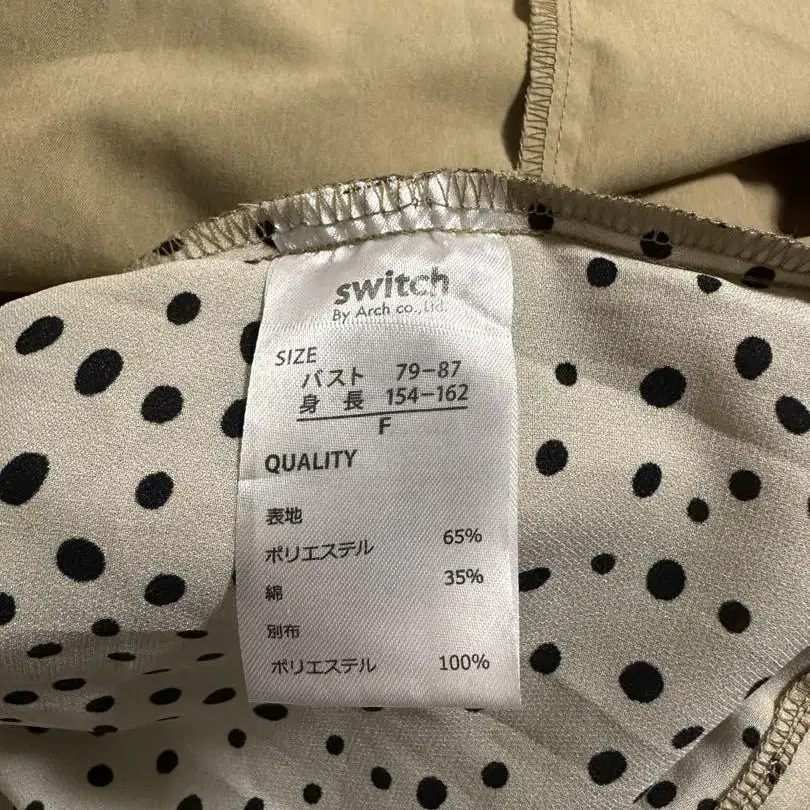 switch
By Arch co.,Ltd.
SIZE
バスト 79-87
身長 154-162
F
QUALITY
表地
ポリエステル 65%
綿 35%
別布
ポリエステル 100%